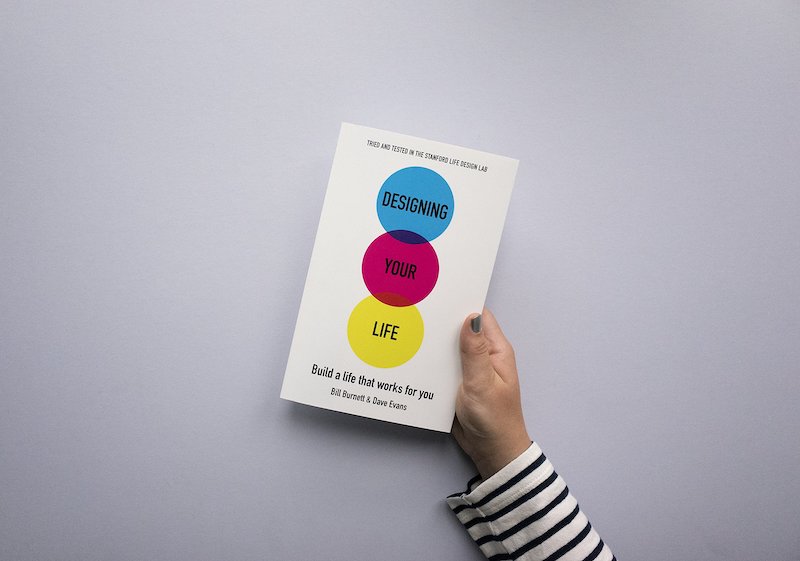 TRIED AND TESTED IN THE STANFORD LIFE DESIGN LAB
DESIGNING
YOUR
LIFE
Build a life that works for you
Bill Burnett & Dave Evans